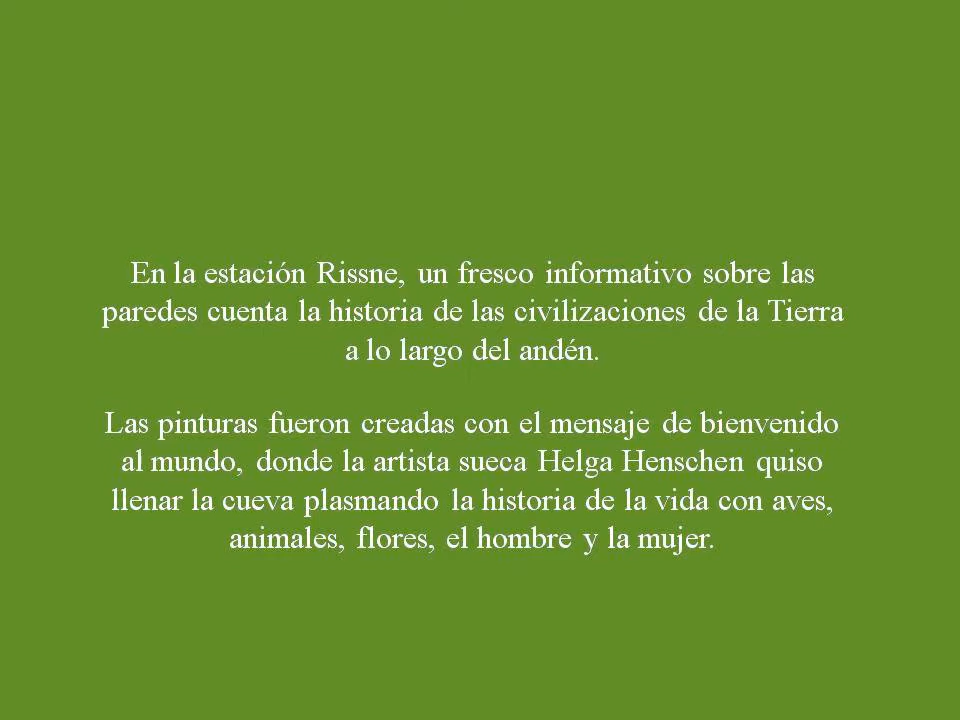 En la estación Rissne, un fresco informativo sobre las
paredes cuenta la historia de las civilizaciones de la Tierra
a lo largo del andén.
Las pinturas fueron creadas con el mensaje de bienvenido
al mundo, donde la artista sueca Helga Henschen quiso
llenar la cueva plasmando la historia de la vida con aves,
animales, flores, el hombre y la mujer.